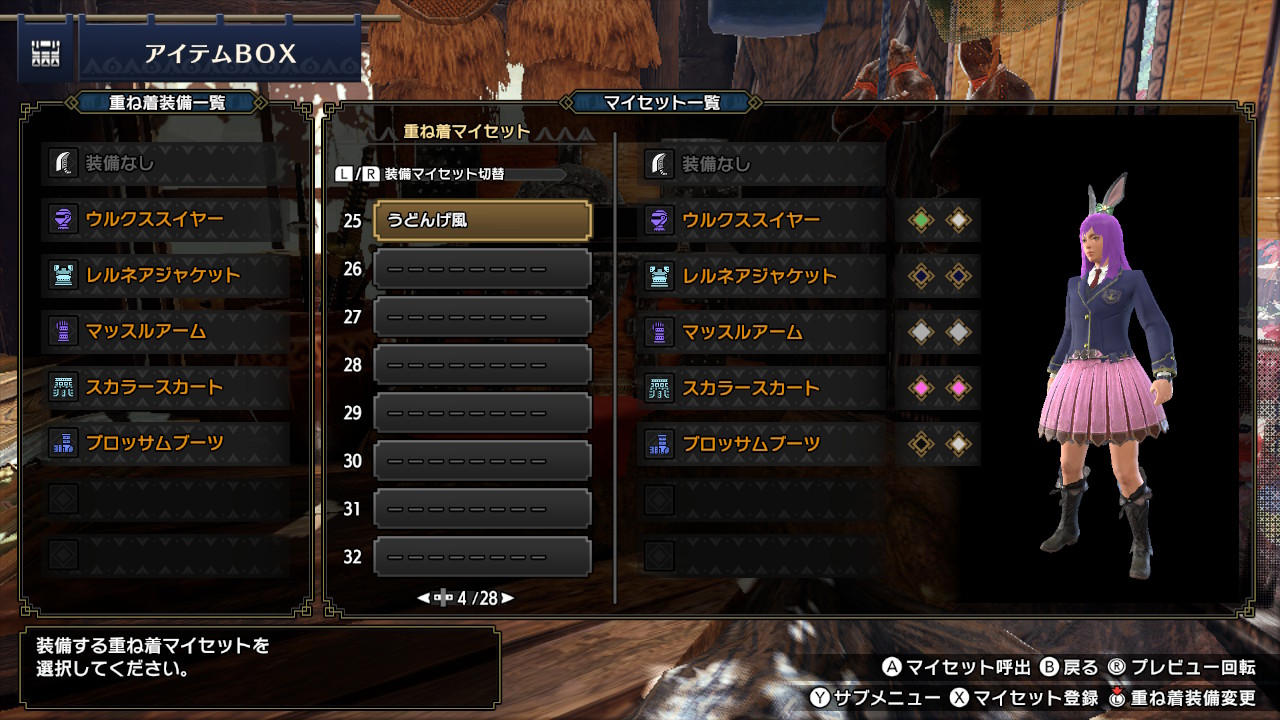 アイテムBOX
重ね着装備一覧
装備なし
ウルクススイヤー
レルネアジャケット
マッスルアーム
スカラースカート
ブロッサムブーツ
マイセット一覧
重ね着マイセット
L/R 装備マイセット切替
25 うどんげ風
26 －－－－－－－－
27 －－－－－－－－
28 －－－－－－－－
29 －－－－－－－－
30 －－－－－－－－
31 －－－－－－－－
32 －－－－－－－－
4/28
装備なし
ウルクススイヤー
レルネアジャケット
マッスルアーム
スカラースカート
ブロッサムブーツ
装備する重ね着マイセットを
選択してください。
Aマイセット呼出 B戻る Rプレビュー回転
Yサブメニュー Xマイセット登録 L重ね着装備変更